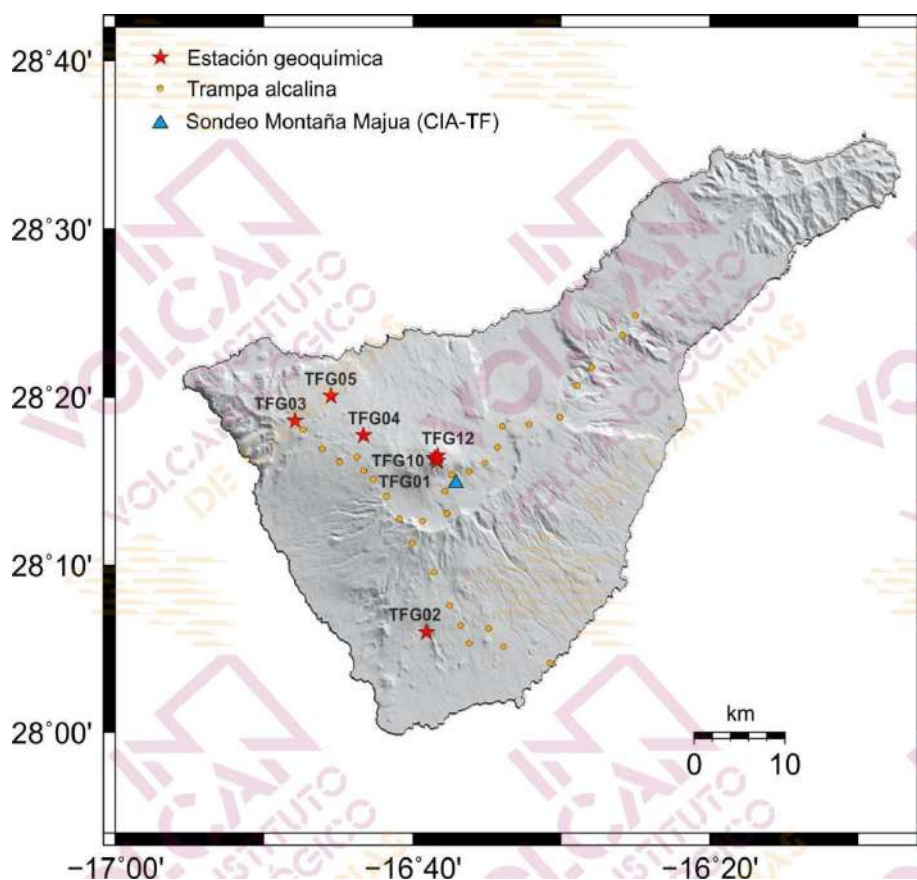 Estación geoquímica
Trampa alcalina
Sondeo Montaña Majua (CIA-TF)
28°40'
28°30'
28°20'
28°10'
28°00'
TFG05
TFG03
TFG04
TFG12
TFG10
TFG01
TFG02
km
0 10
−17°00' −16°40' −16°20'
INVOLCAN
INSTITUTO
VOLCANOLÓGICO
DE CANARIAS